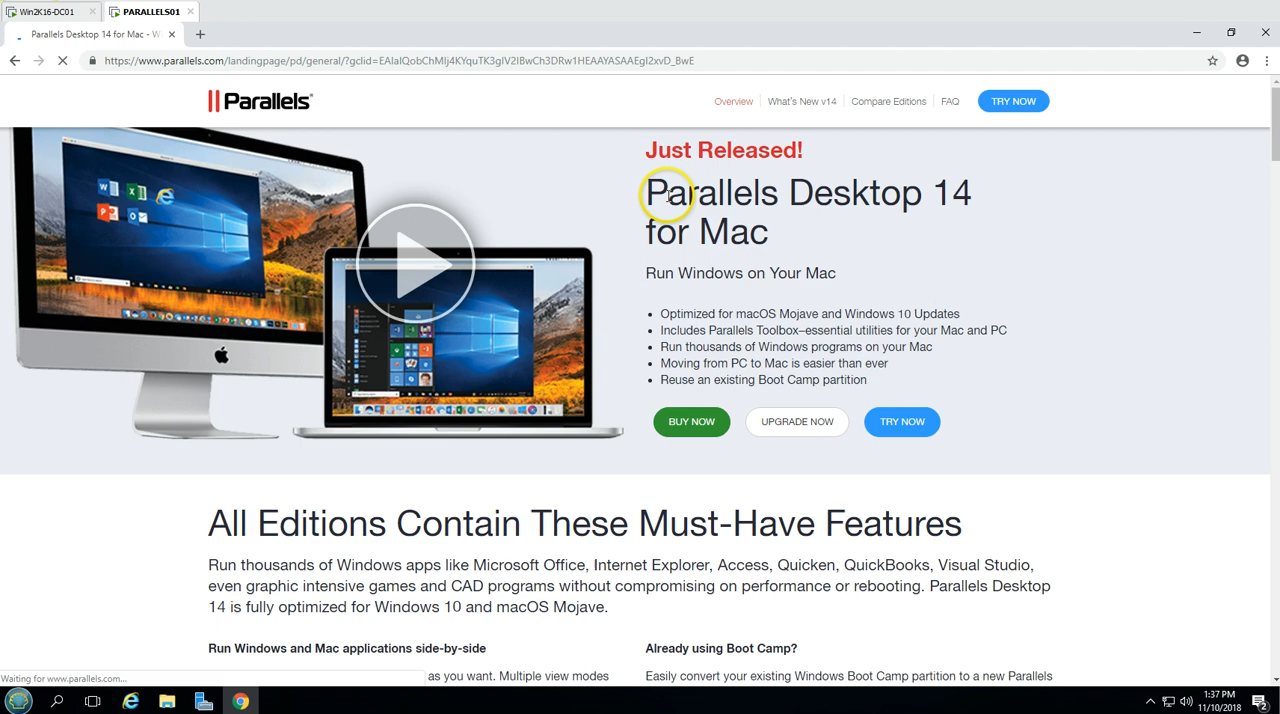 Win2K16-DC01
PARALLELS01
Parallels Desktop 14 for Mac - W
https://www.parallels.com/landingpage/pd/general/?gclid=EAIaIQobChMIj4KYquTK3gIV2IBwCh3DRw1HEAAYASAAEgI2xvD_BwE
Parallels
Overview
What's New v14
Compare Editions
FAQ
TRY NOW
Just Released!
Parallels Desktop 14
for Mac
Run Windows on Your Mac
• Optimized for macOS Mojave and Windows 10 Updates
• Includes Parallels Toolbox–essential utilities for your Mac and PC
• Run thousands of Windows programs on your Mac
• Moving from PC to Mac is easier than ever
• Reuse an existing Boot Camp partition
BUY NOW
UPGRADE NOW
TRY NOW
All Editions Contain These Must-Have Features
Run thousands of Windows apps like Microsoft Office, Internet Explorer, Access, Quicken, QuickBooks, Visual Studio,
even graphic intensive games and CAD programs without compromising on performance or rebooting. Parallels Desktop
14 is fully optimized for Windows 10 and macOS Mojave.
Run Windows and Mac applications side-by-side
as you want. Multiple view modes
Already using Boot Camp?
Easily convert your existing Windows Boot Camp partition to a new Parallels
Waiting for www.parallels.com...
1:37 PM
11/10/2018
2